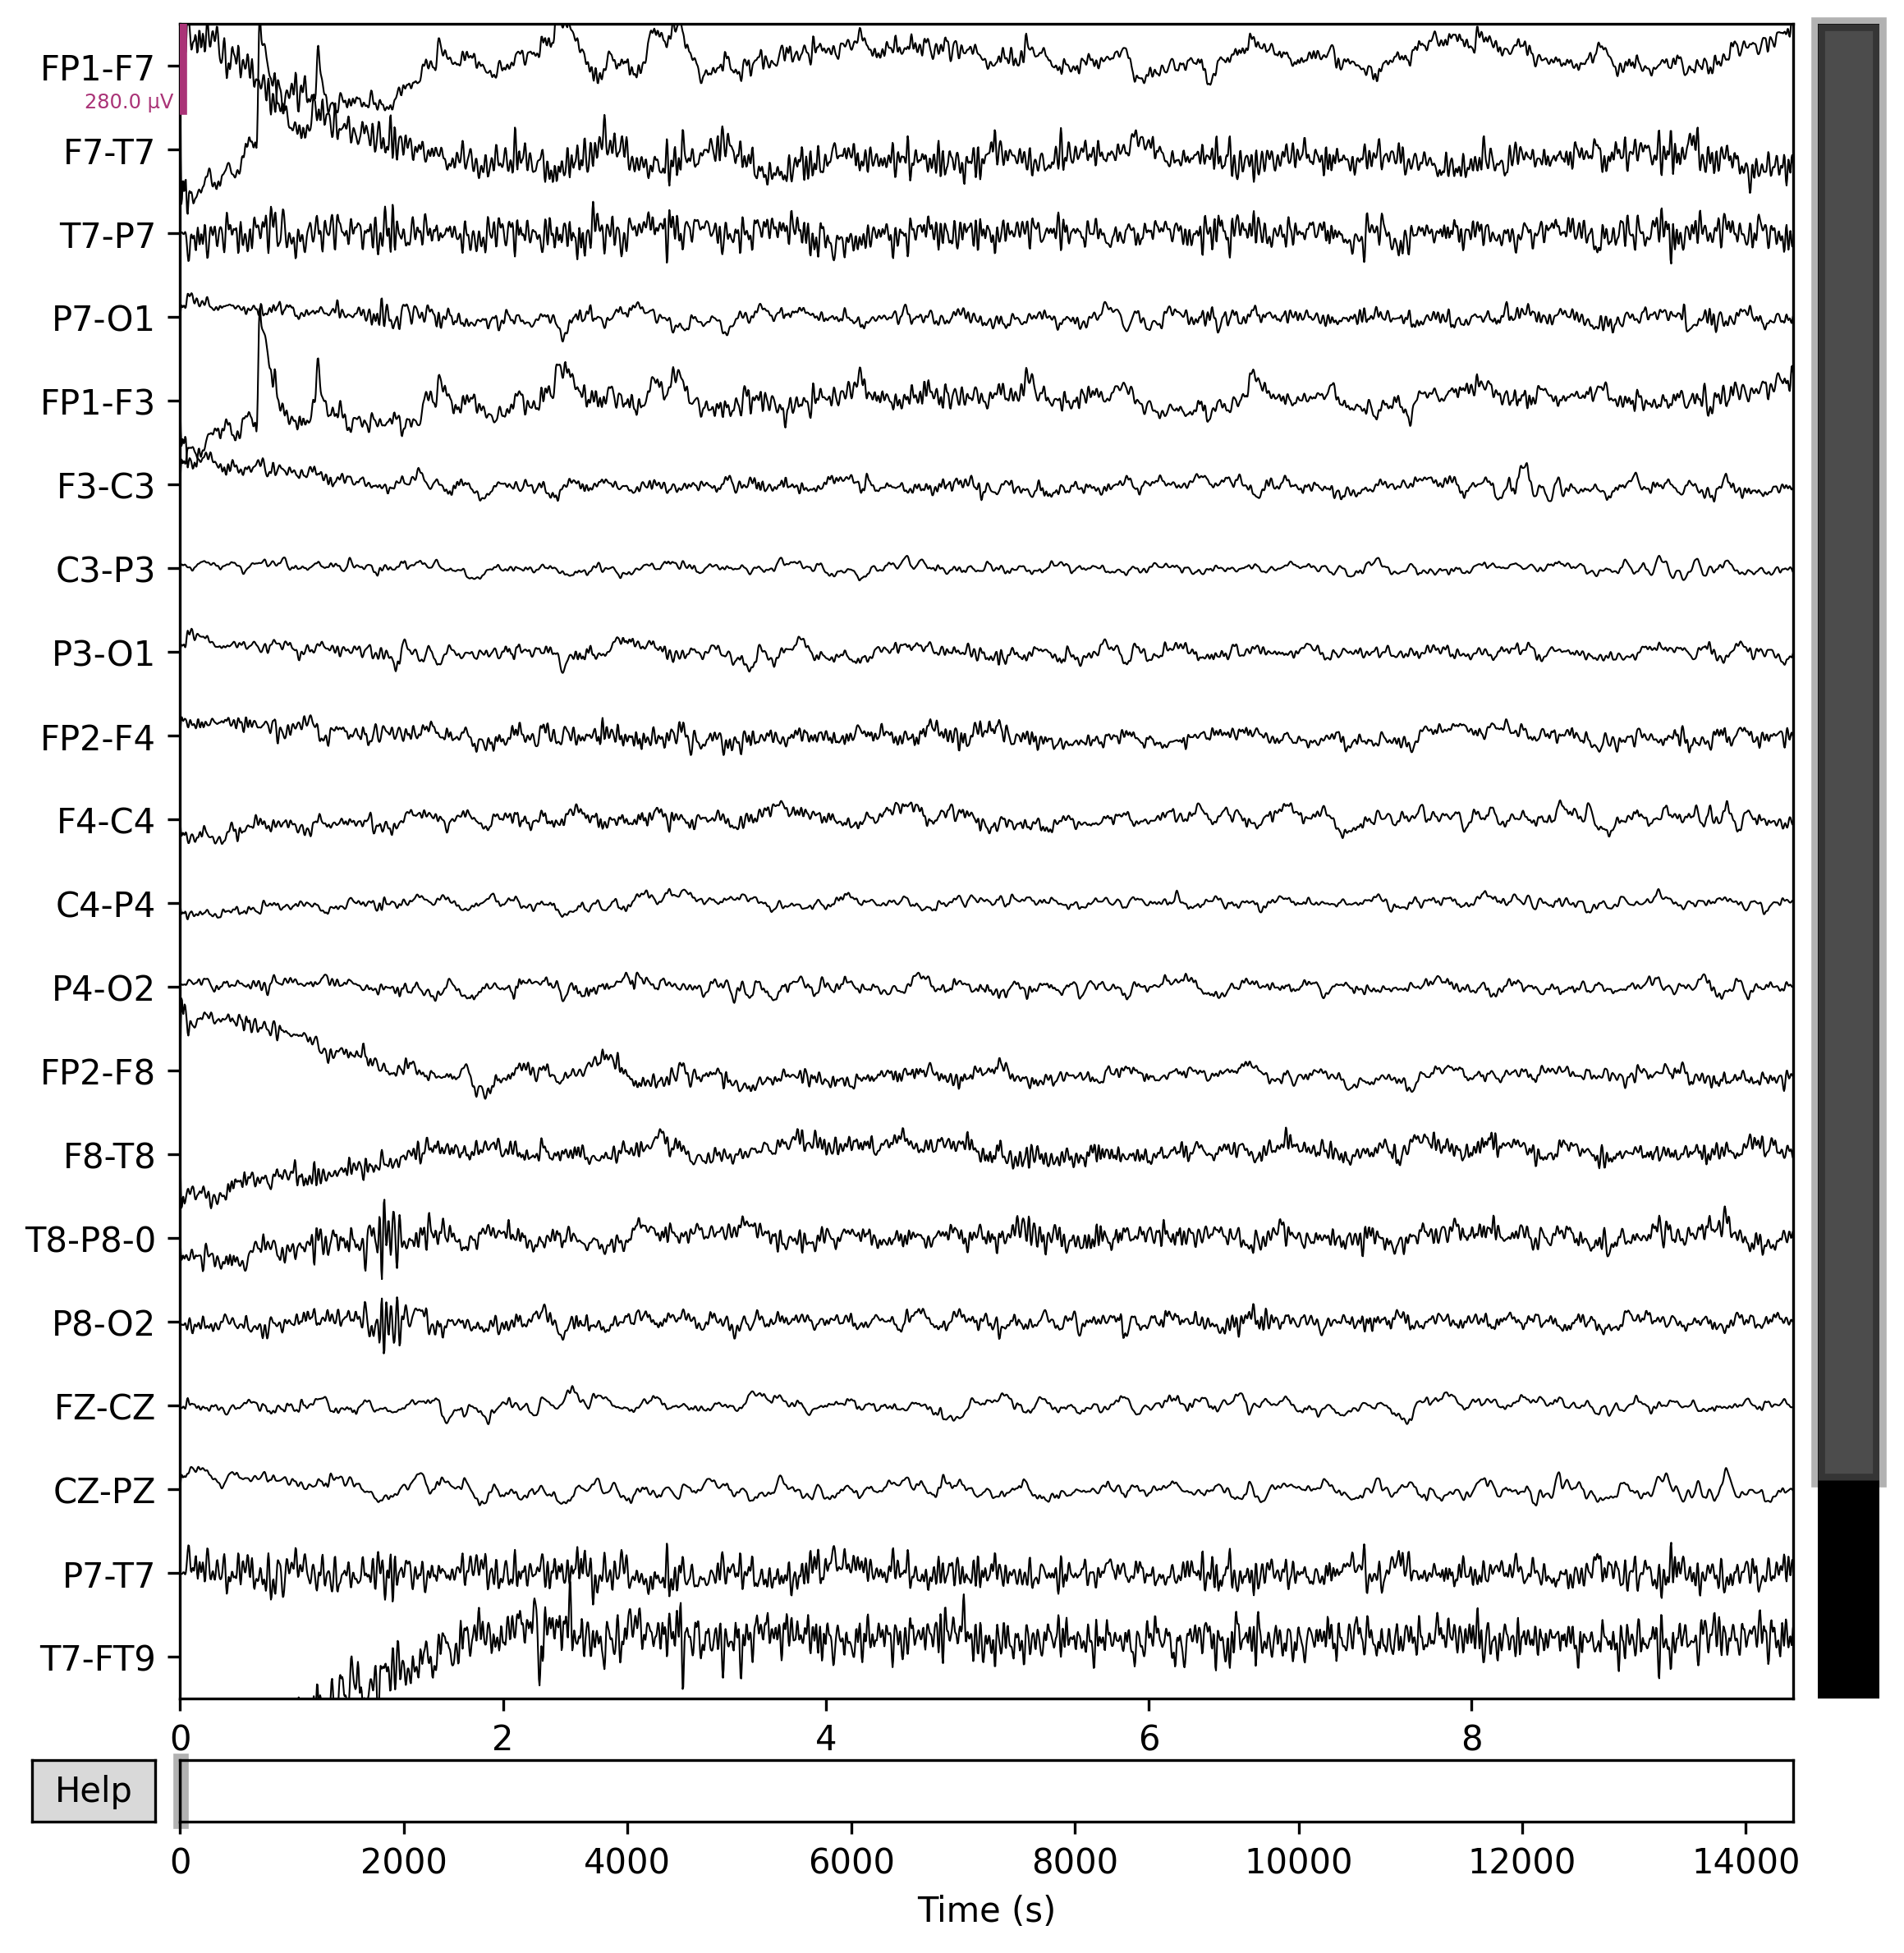 FP1-F7
280.0 µV
F7-T7
T7-P7
P7-O1
FP1-F3
F3-C3
C3-P3
P3-O1
FP2-F4
F4-C4
C4-P4
P4-O2
FP2-F8
F8-T8
T8-P8-0
P8-O2
FZ-CZ
CZ-PZ
P7-T7
T7-FT9
0 2 4 6 8
Help
0 2000 4000 6000 8000 10000 12000 14000
Time (s)